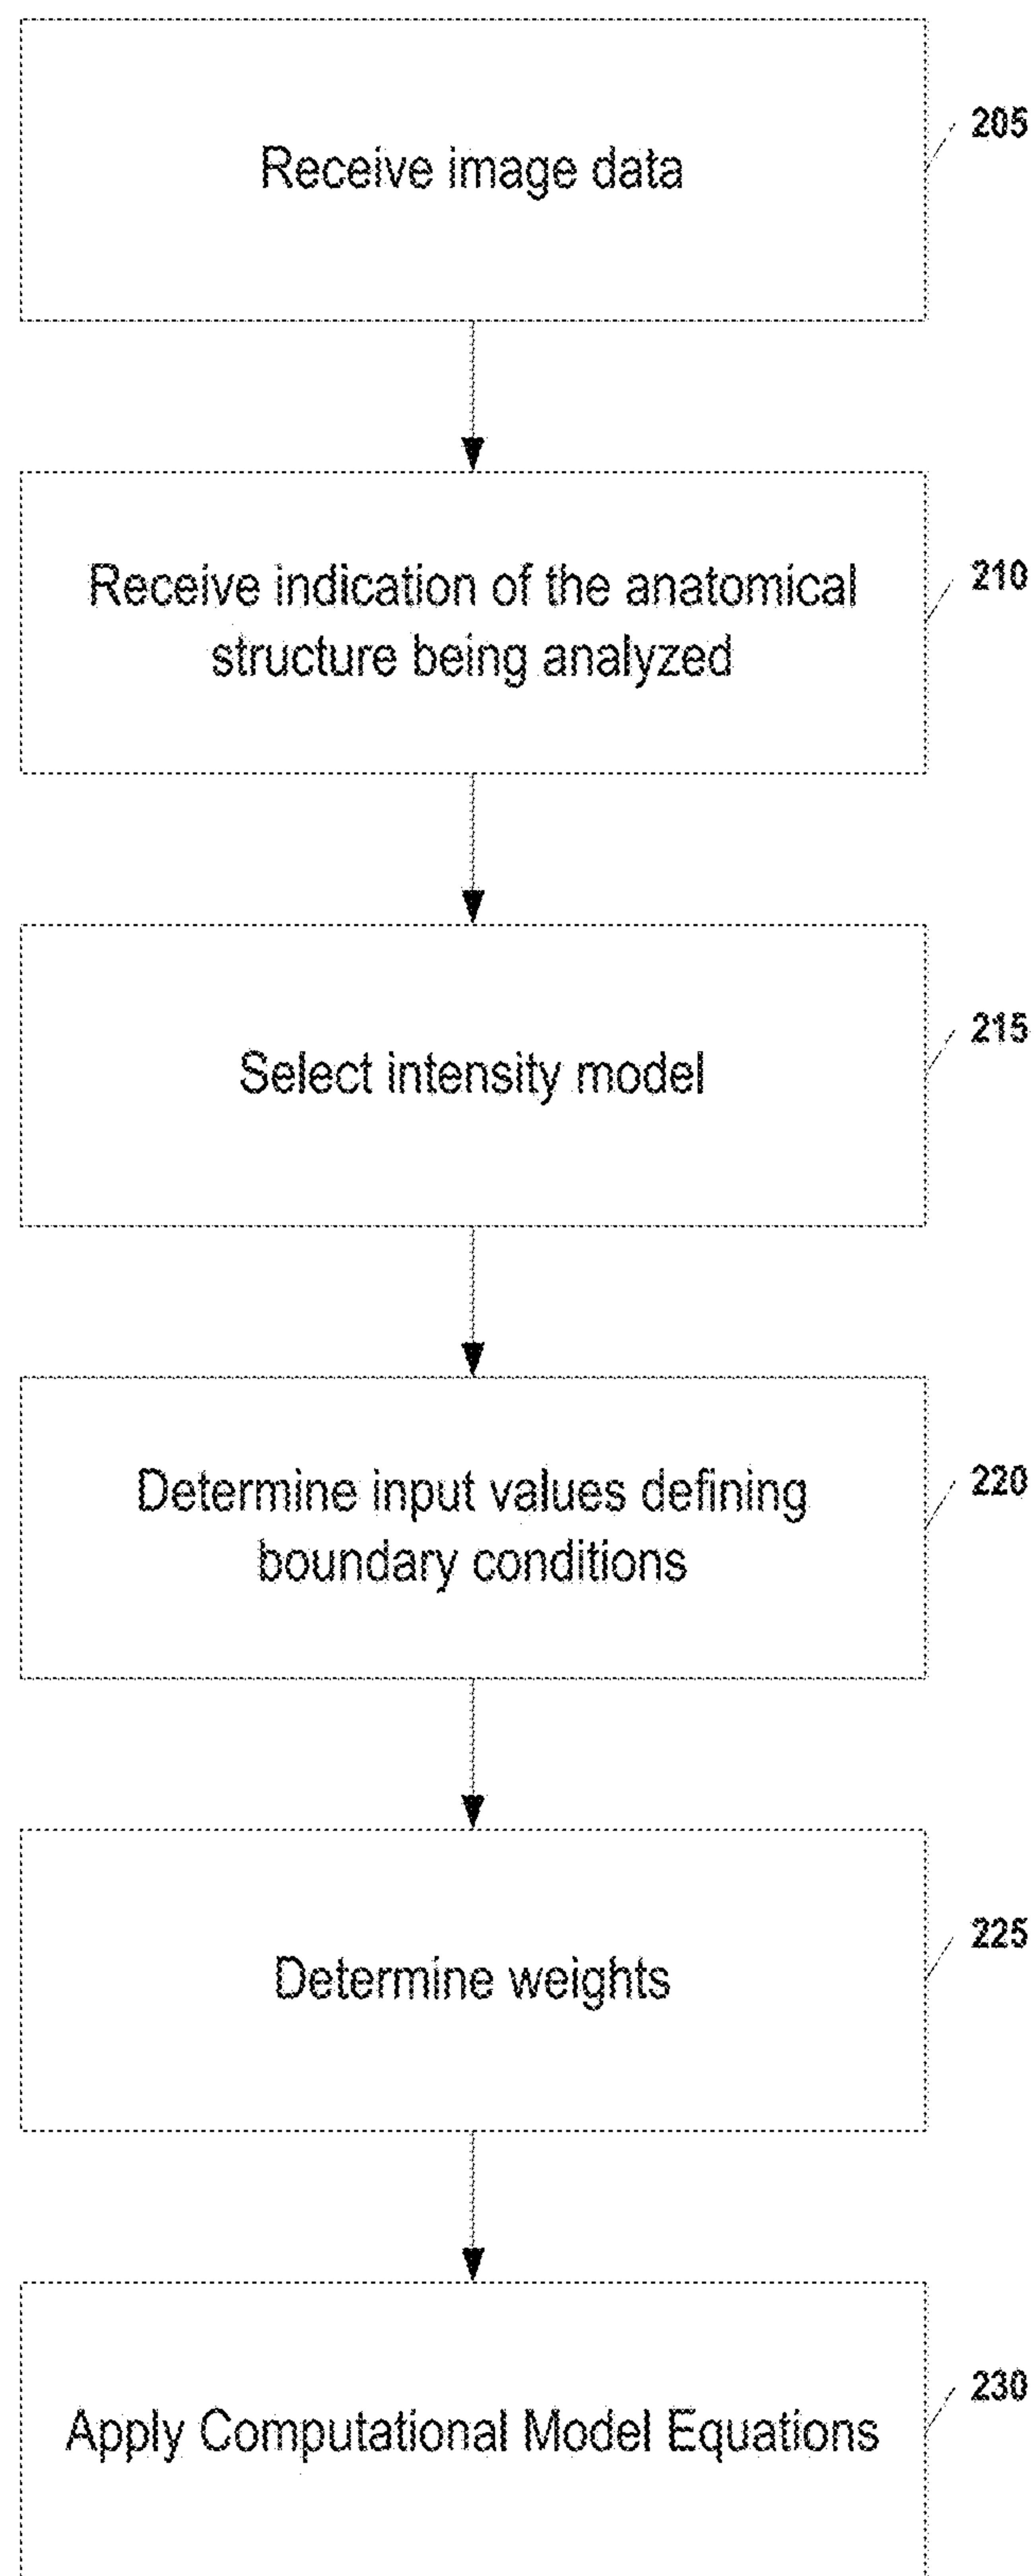 Receive image data
205
Receive indication of the anatomical
structure being analyzed
210
Select intensity model
215
Determine input values defining
boundary conditions
220
Determine weights
225
Apply Computational Model Equations
230